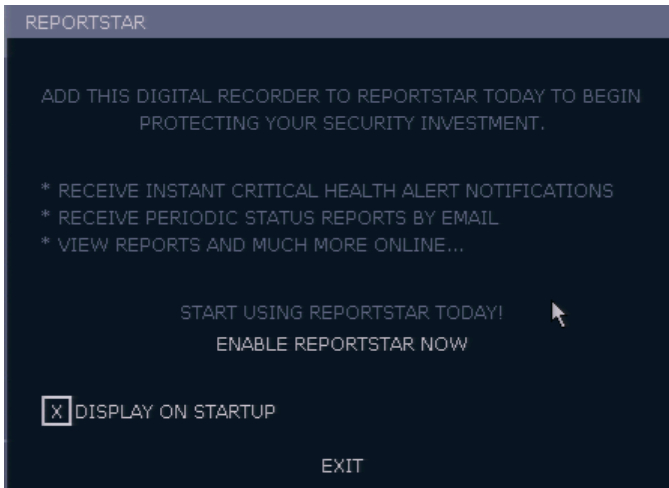 REPORTSTAR
ADD THIS DIGITAL RECORDER TO REPORTSTAR TODAY TO BEGIN
PROTECTING YOUR SECURITY INVESTMENT.
* RECEIVE INSTANT CRITICAL HEALTH ALERT NOTIFICATIONS
* RECEIVE PERIODIC STATUS REPORTS BY EMAIL
* VIEW REPORTS AND MUCH MORE ONLINE...
START USING REPORTSTAR TODAY!
ENABLE REPORTSTAR NOW
X DISPLAY ON STARTUP
EXIT